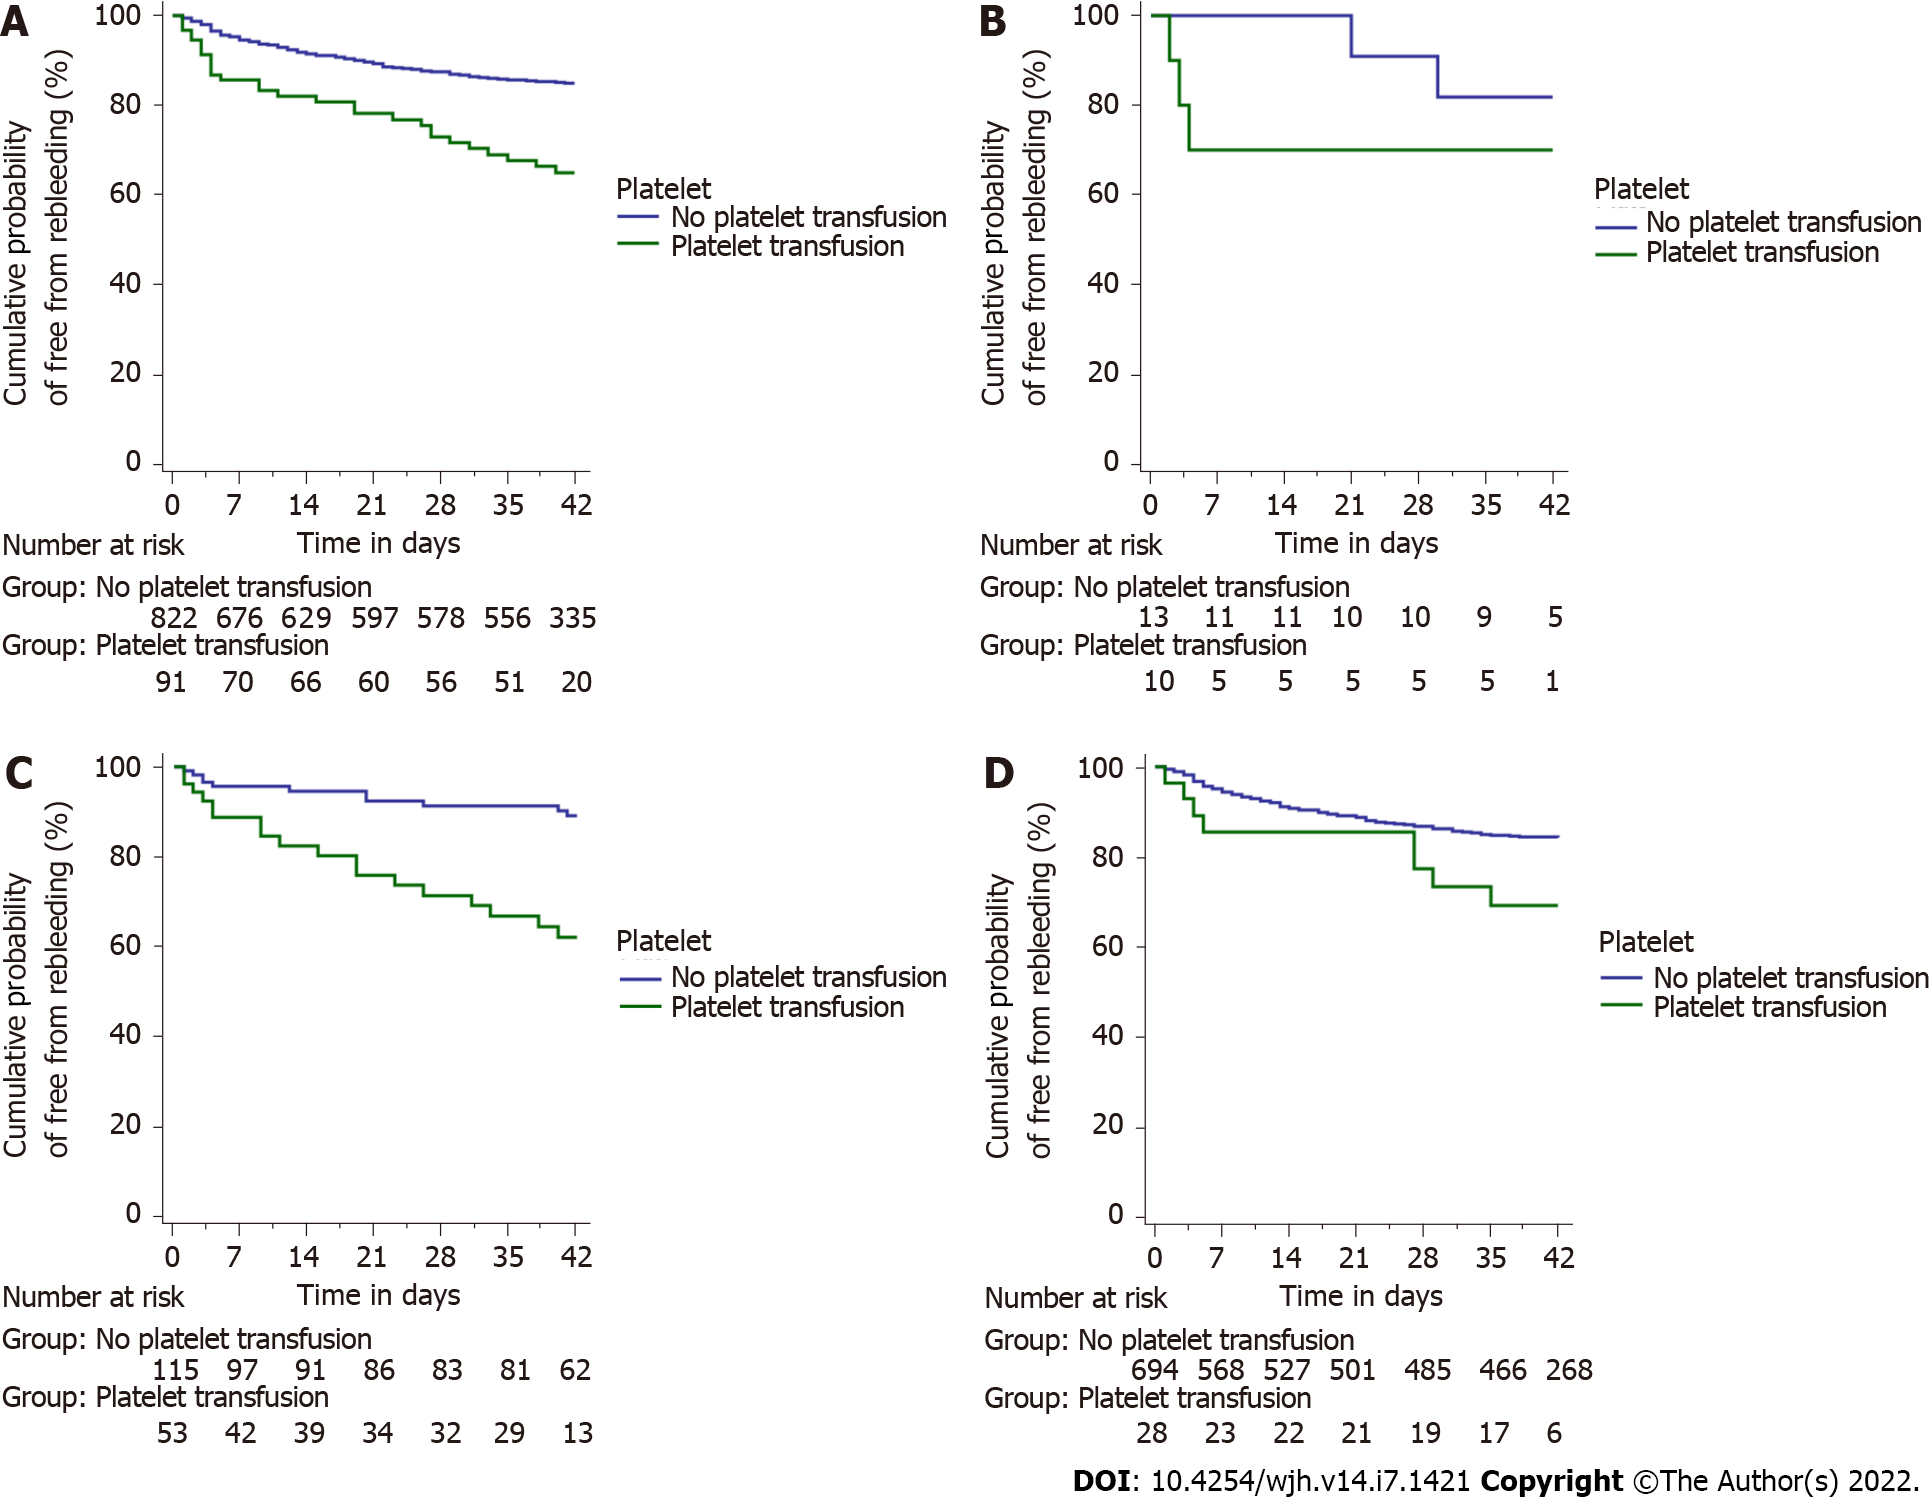 A
Cumulative probability
of free from rebleeding (%)
100
80
60
40
20
0
0 7 14 21 28 35 42
Time in days
Platelet
No platelet transfusion
Platelet transfusion
Number at risk
Group: No platelet transfusion
822 676 629 597 578 556 335
Group: Platelet transfusion
91 70 66 60 56 51 20
B
Cumulative probability
of free from rebleeding (%)
100
80
60
40
20
0
0 7 14 21 28 35 42
Time in days
Platelet
No platelet transfusion
Platelet transfusion
Number at risk
Group: No platelet transfusion
13 11 11 10 10 9 5
Group: Platelet transfusion
10 5 5 5 5 5 1
C
Cumulative probability
of free from rebleeding (%)
100
80
60
40
20
0
0 7 14 21 28 35 42
Time in days
Platelet
No platelet transfusion
Platelet transfusion
Number at risk
Group: No platelet transfusion
115 97 91 86 83 81 62
Group: Platelet transfusion
53 42 39 34 32 29 13
D
Cumulative probability
of free from rebleeding (%)
100
80
60
40
20
0
0 7 14 21 28 35 42
Time in days
Platelet
No platelet transfusion
Platelet transfusion
Number at risk
Group: No platelet transfusion
694 568 527 501 485 466 268
Group: Platelet transfusion
28 23 22 21 19 17 6
DOI: 10.4254/wjh.v14.i7.1421 Copyright ©The Author(s) 2022.